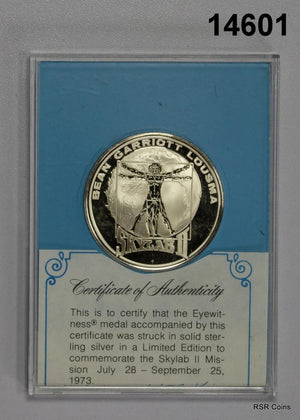 14601
BEAN GARRIOTT LOUSMA
SKYLAB II
Certificate of Authenticity
This is to certify that the Eyewit-
ness® medal accompanied by this
certificate was struck in solid ster-
ling silver in a Limited Edition to
commemorate the Skylab II Mis-
sion July 28 – September 25,
1973.
RSR Coins